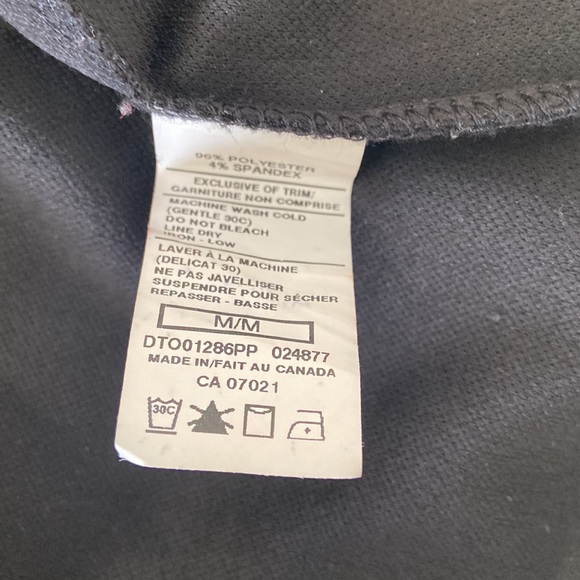 96% POLYESTER
4% SPANDEX
EXCLUSIVE OF TRIM/
GARNITURE NON COMPRISE
MACHINE WASH COLD
(GENTLE 30C)
DO NOT BLEACH
LINE DRY
IRON - LOW
LAVER À LA MACHINE
(DELICAT 30)
NE PAS JAVELLISER
SUSPENDRE POUR SÉCHER
REPASSER - BASSE
M/M
DTO01286PP 024877
MADE IN/FAIT AU CANADA
CA 07021
30C